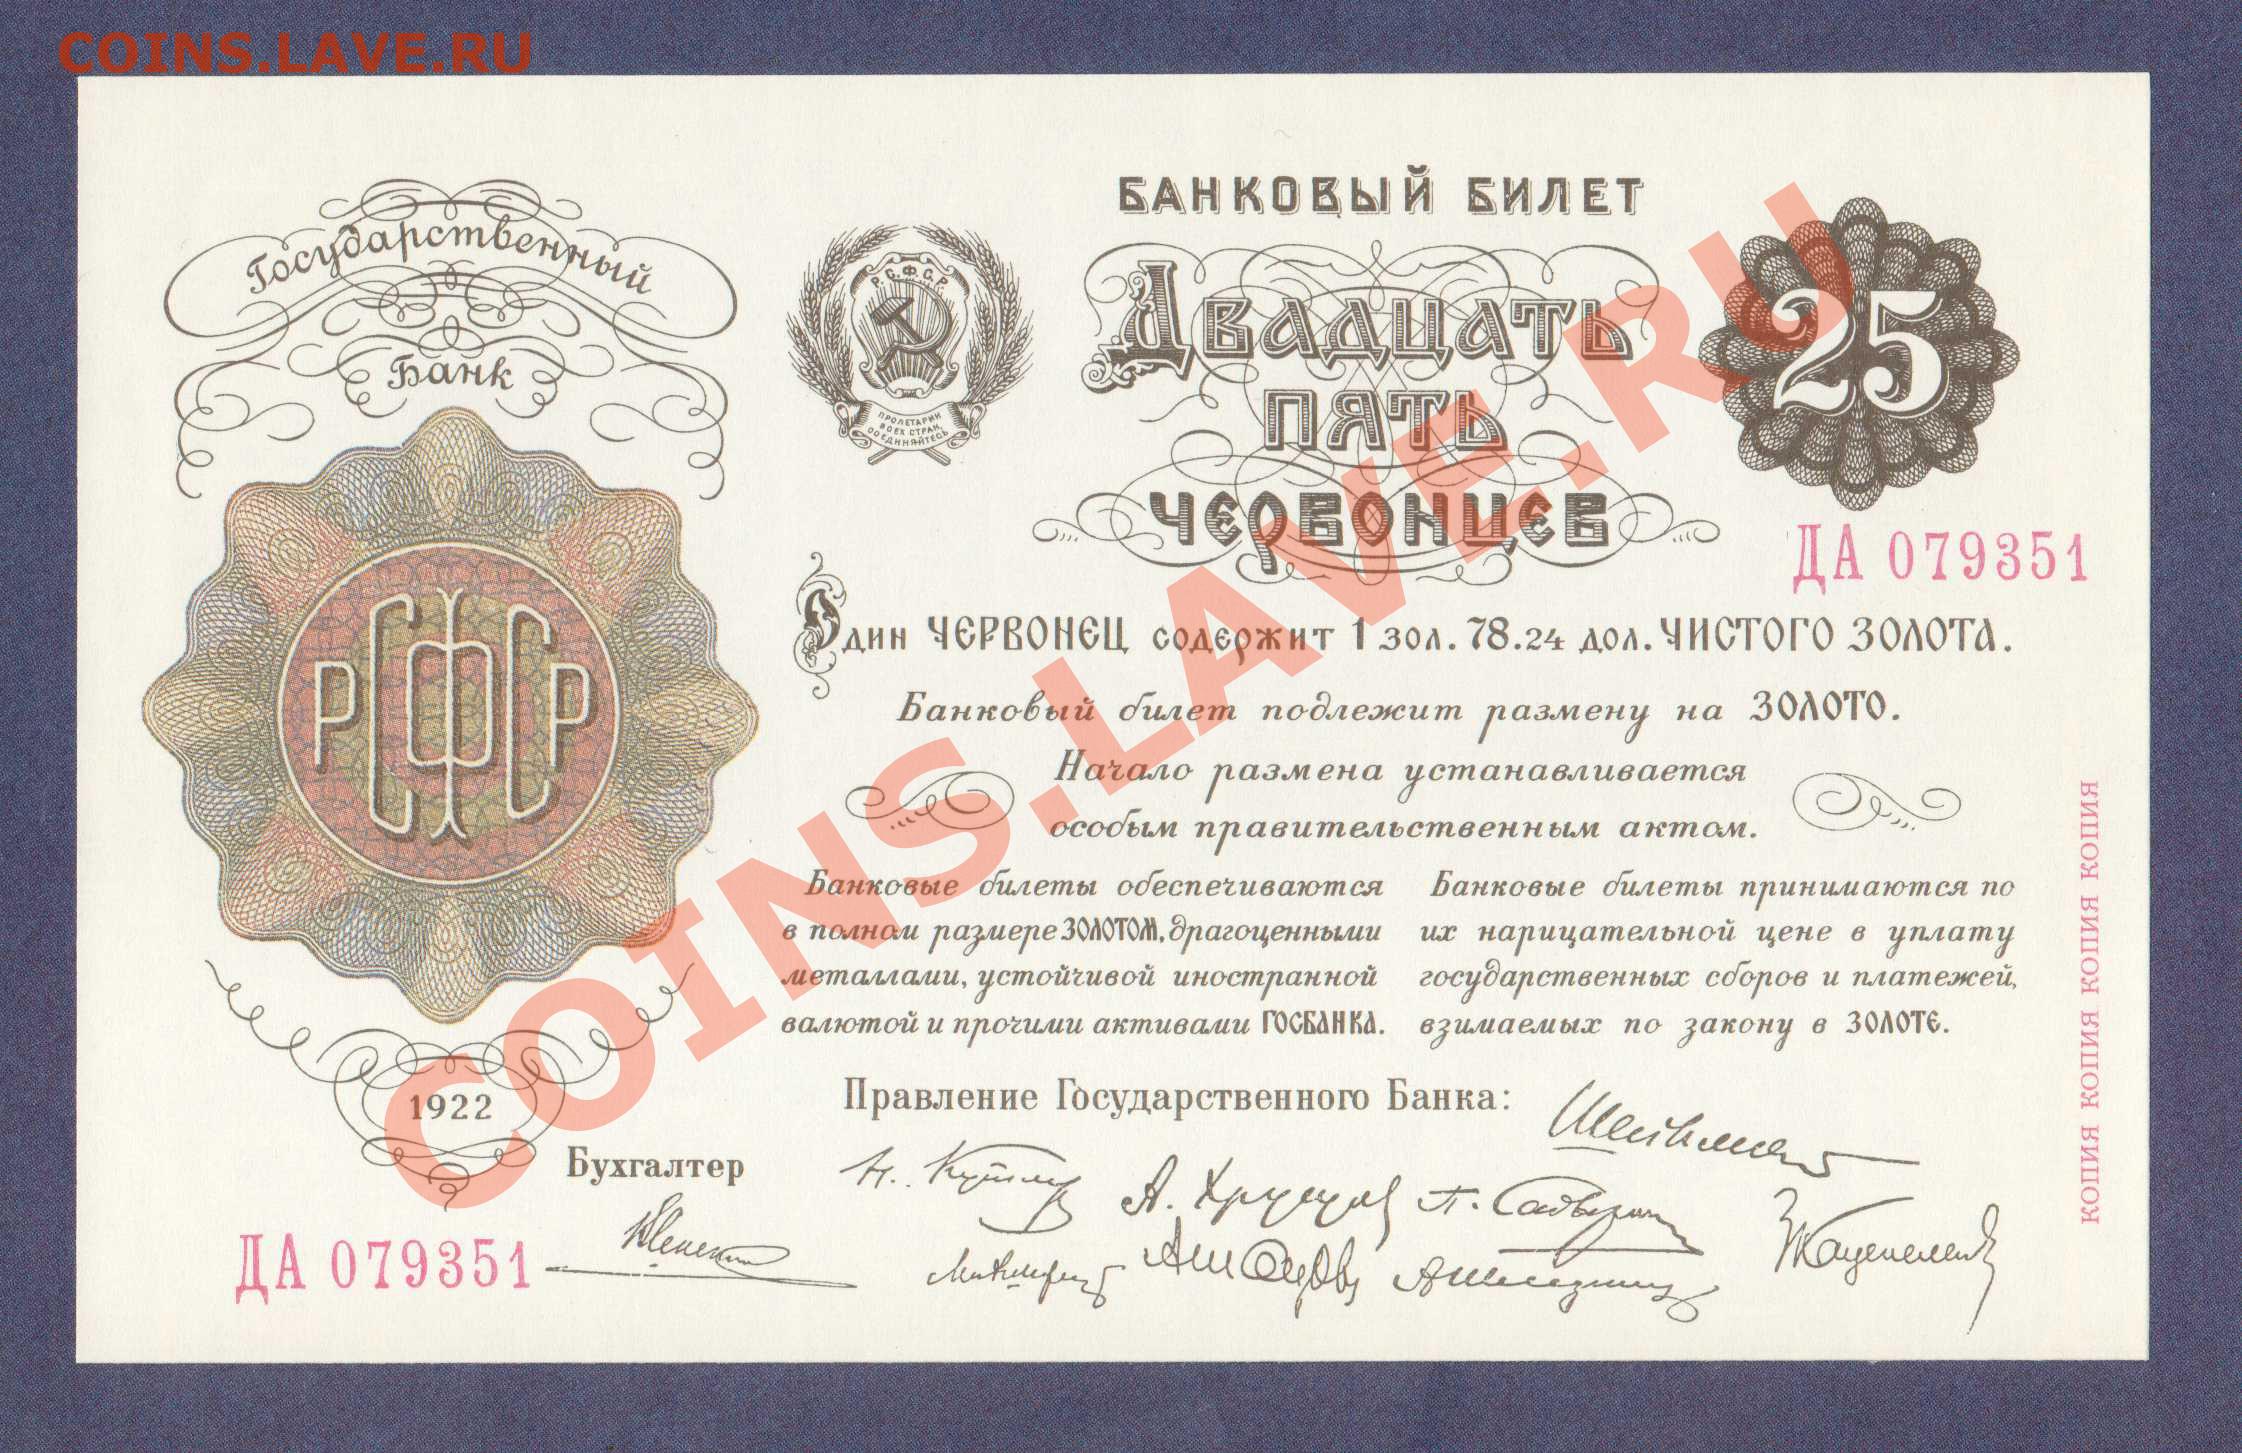 COINS.LAVE.RU
Государственный
Банк
БАНКОВЫЙ БИЛЕТ
Р.С.Ф.С.Р.
ПРОЛЕТАРИИ
ВСЕХ СТРАН,
СОЕДИНЯЙТЕСЬ
Двадцать
пять
червонцев
25
ДА 079351
РСФСР
Один ЧЕРВОНЕЦ содержит 1 зол. 78.24 дол. ЧИСТОГО ЗОЛОТА.
Банковый билет подлежит размену на ЗОЛОТО.
Начало размена устанавливается
особым правительственным актом.
Банковые билеты обеспечиваются
в полном размере ЗОЛОТОМ, драгоценными
металлами, устойчивой иностранной
валютой и прочими активами ГОСБАНКА.
Банковые билеты принимаются по
их нарицательной цене в уплату
государственных сборов и платежей,
взимаемых по закону в ЗОЛОТЕ.
1922
Правление Государственного Банка:
Бухгалтер
ДА 079351
КОПИЯ КОПИЯ КОПИЯ КОПИЯ
COINS.LAVE.RU